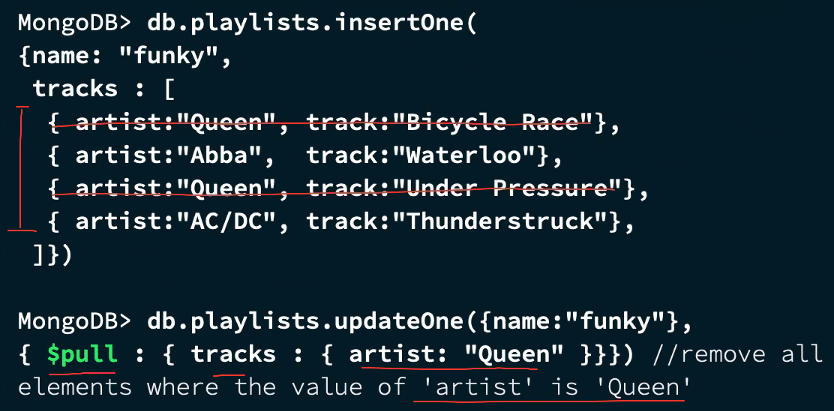 MongoDB> db.playlists.insertOne(
{name: "funky",
tracks : [
{ artist:"Queen", track:"Bicycle Race"},
{ artist:"Abba", track:"Waterloo"},
{ artist:"Queen", track:"Under Pressure"},
{ artist:"AC/DC", track:"Thunderstruck"},
]})
MongoDB> db.playlists.updateOne({name:"funky"},
{ $pull : { tracks : { artist: "Queen" }}}) //remove all
elements where the value of 'artist' is 'Queen'